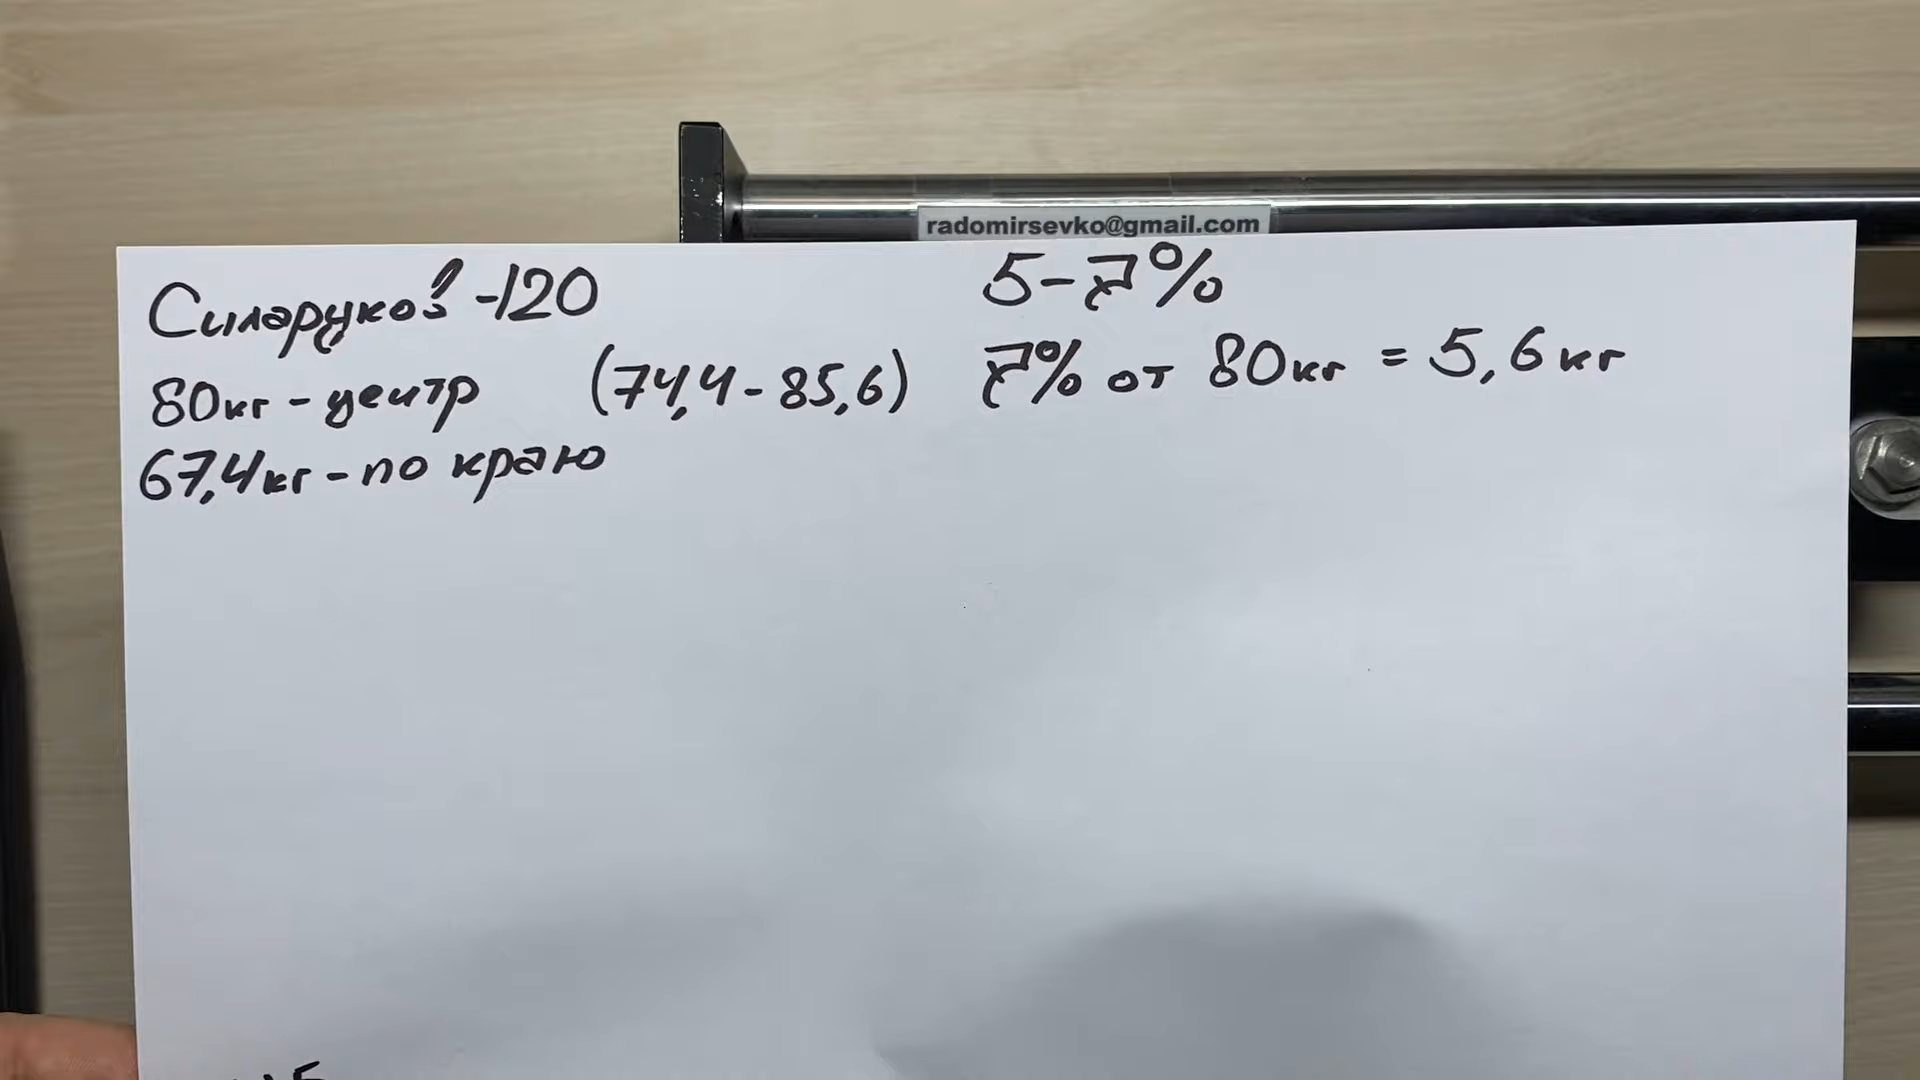 radomirsevko@gmail.com
Силаруков -120
80кг - центр (74,4 - 85,6)
67,4кг - по краю
5-7%
7% от 80кг = 5,6кг